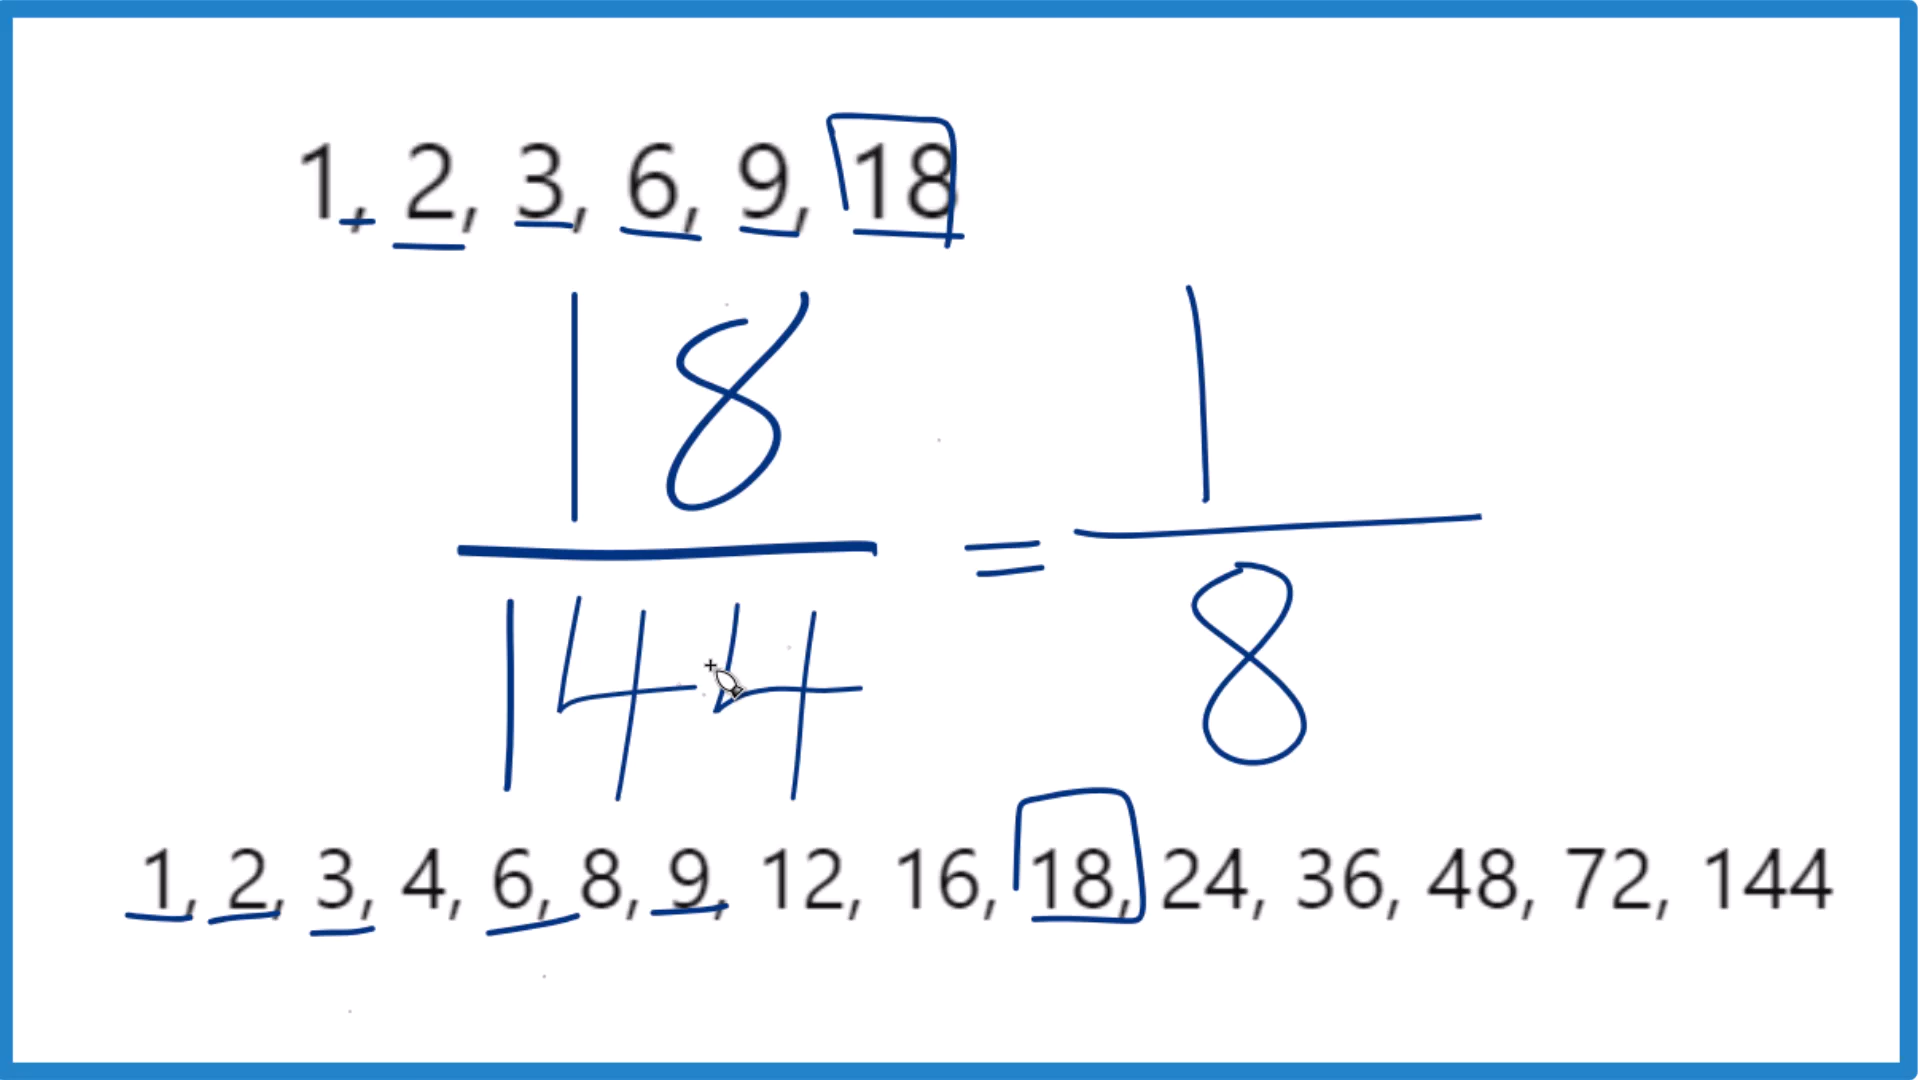 1, 2, 3, 6, 9, 18
18
144
=
1
8
1, 2, 3, 4, 6, 8, 9, 12, 16, 18, 24, 36, 48, 72, 144